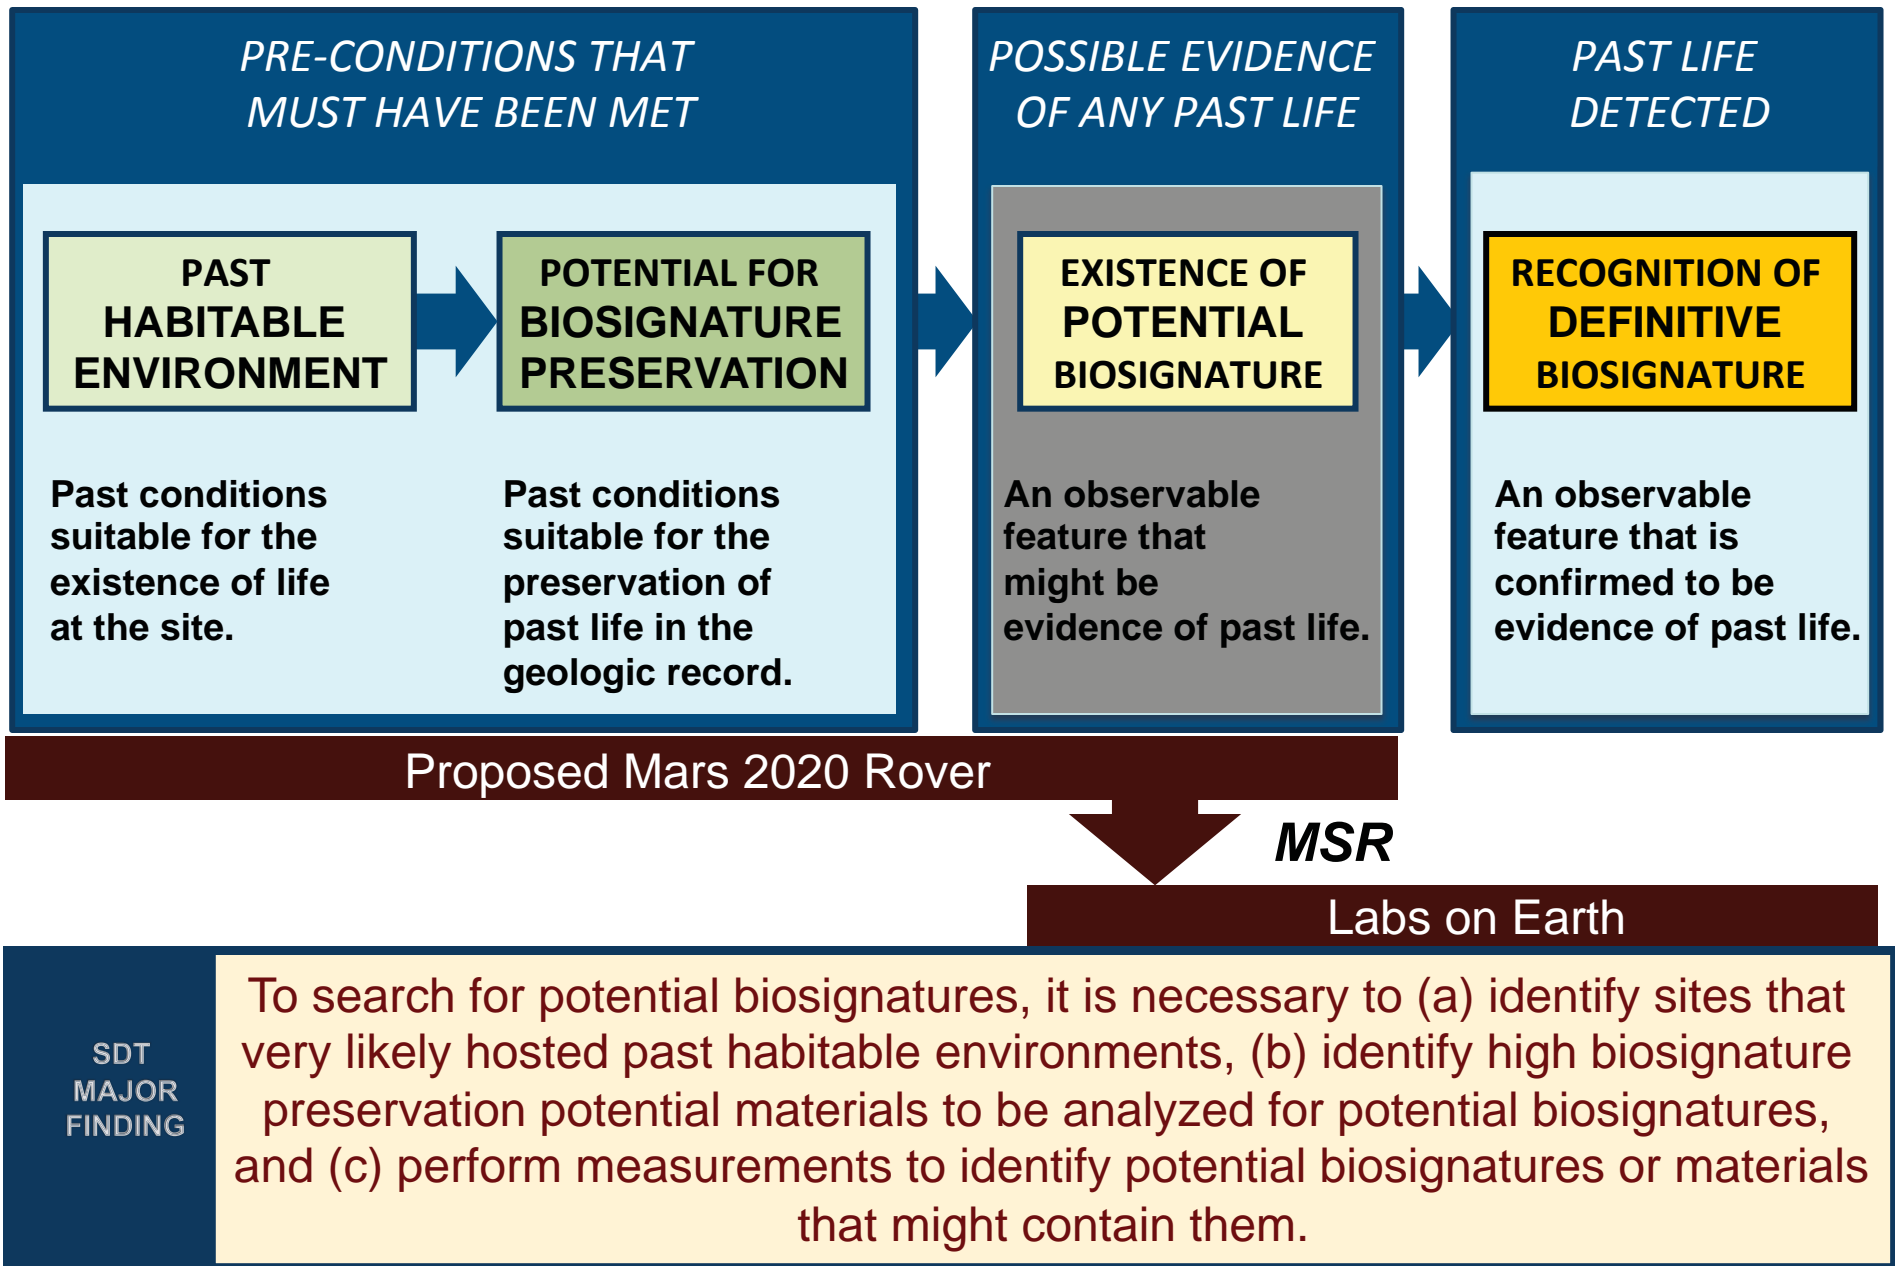 PRE-CONDITIONS THAT
MUST HAVE BEEN MET
POSSIBLE EVIDENCE
OF ANY PAST LIFE
PAST LIFE
DETECTED
PAST
HABITABLE
ENVIRONMENT
POTENTIAL FOR
BIOSIGNATURE
PRESERVATION
EXISTENCE OF
POTENTIAL
BIOSIGNATURE
RECOGNITION OF
DEFINITIVE
BIOSIGNATURE
Past conditions
suitable for the
existence of life
at the site.
Past conditions
suitable for the
preservation of
past life in the
geologic record.
An observable
feature that
might be
evidence of past life.
An observable
feature that is
confirmed to be
evidence of past life.
Proposed Mars 2020 Rover
MSR
Labs on Earth
SDT
MAJOR
FINDING
To search for potential biosignatures, it is necessary to (a) identify sites that
very likely hosted past habitable environments, (b) identify high biosignature
preservation potential materials to be analyzed for potential biosignatures,
and (c) perform measurements to identify potential biosignatures or materials
that might contain them.